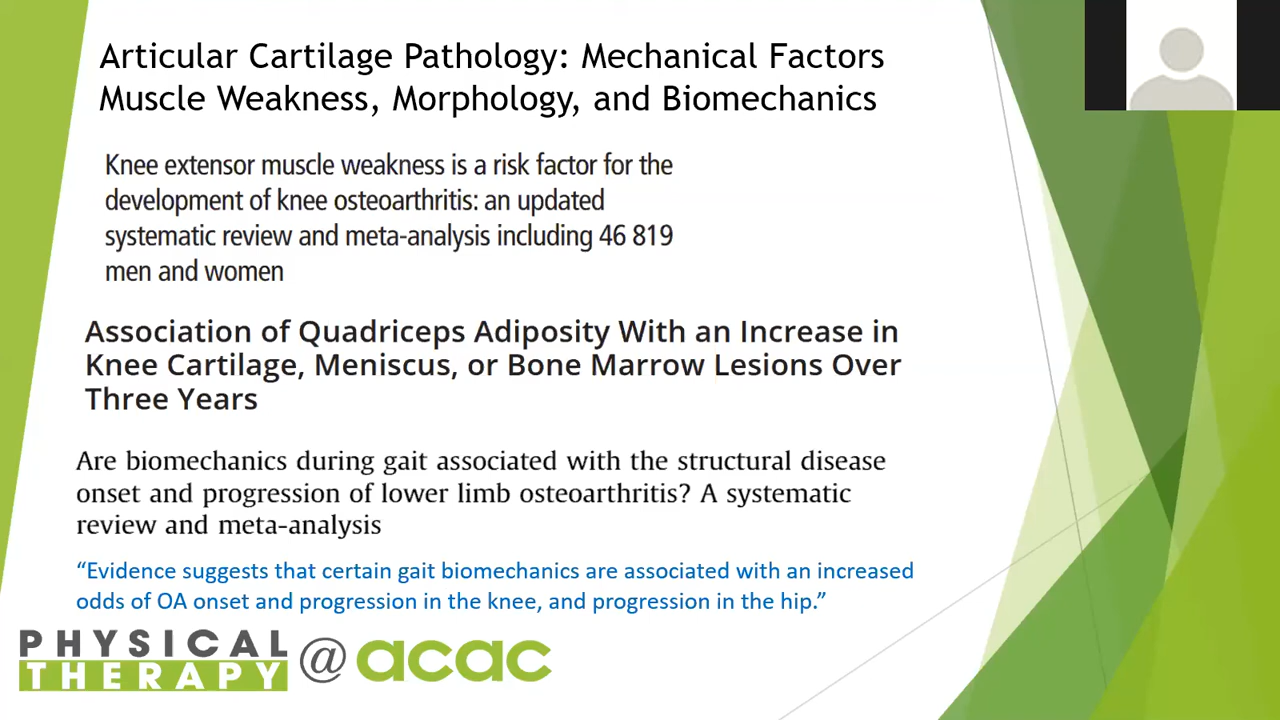 Articular Cartilage Pathology: Mechanical Factors
Muscle Weakness, Morphology, and Biomechanics
Knee extensor muscle weakness is a risk factor for the
development of knee osteoarthritis: an updated
systematic review and meta-analysis including 46 819
men and women
Association of Quadriceps Adiposity With an Increase in
Knee Cartilage, Meniscus, or Bone Marrow Lesions Over
Three Years
Are biomechanics during gait associated with the structural disease
onset and progression of lower limb osteoarthritis? A systematic
review and meta-analysis
“Evidence suggests that certain gait biomechanics are associated with an increased
odds of OA onset and progression in the knee, and progression in the hip.”
PHYSICAL
THERAPY @ acac